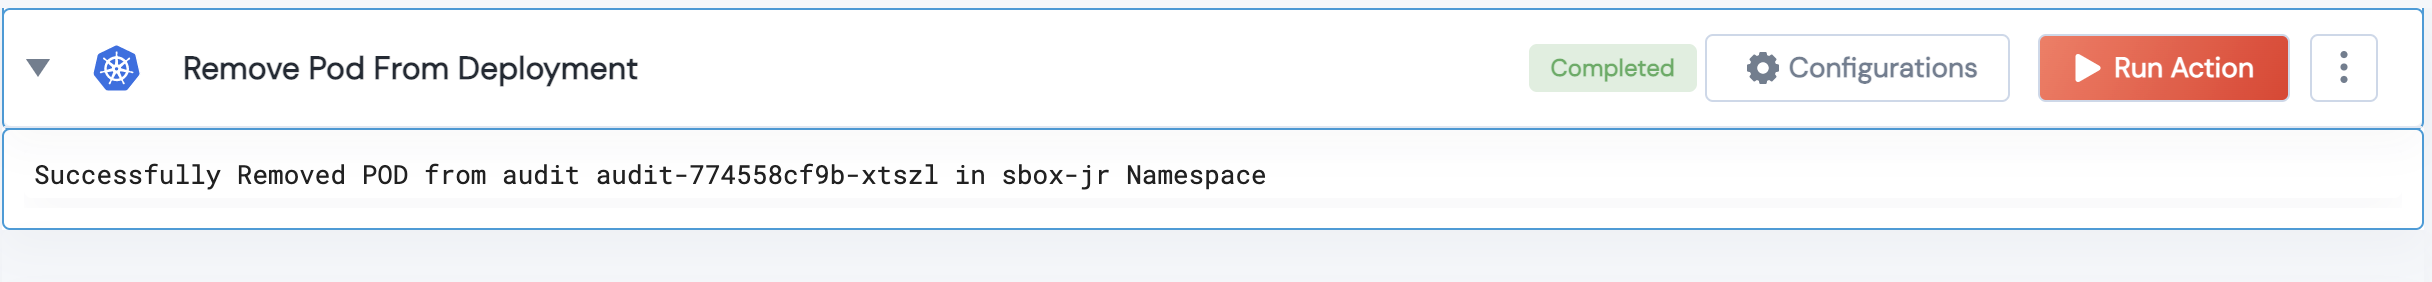 Remove Pod From Deployment Completed Configurations Run Action
Successfully Removed POD from audit audit-774558cf9b-xtszl in sbox-jr Namespace